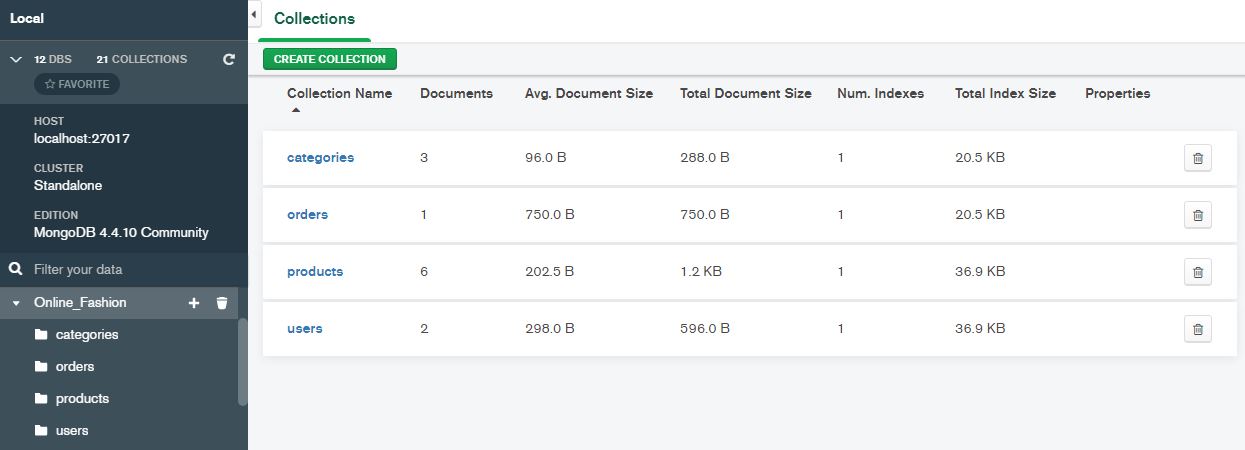 Local
12 DBS 21 COLLECTIONS
FAVORITE
HOST
localhost:27017
CLUSTER
Standalone
EDITION
MongoDB 4.4.10 Community
Filter your data
Online_Fashion
categories
orders
products
users
Collections
CREATE COLLECTION
Collection Name Documents Avg. Document Size Total Document Size Num. Indexes Total Index Size Properties
categories 3 96.0 B 288.0 B 1 20.5 KB
orders 1 750.0 B 750.0 B 1 20.5 KB
products 6 202.5 B 1.2 KB 1 36.9 KB
users 2 298.0 B 596.0 B 1 36.9 KB